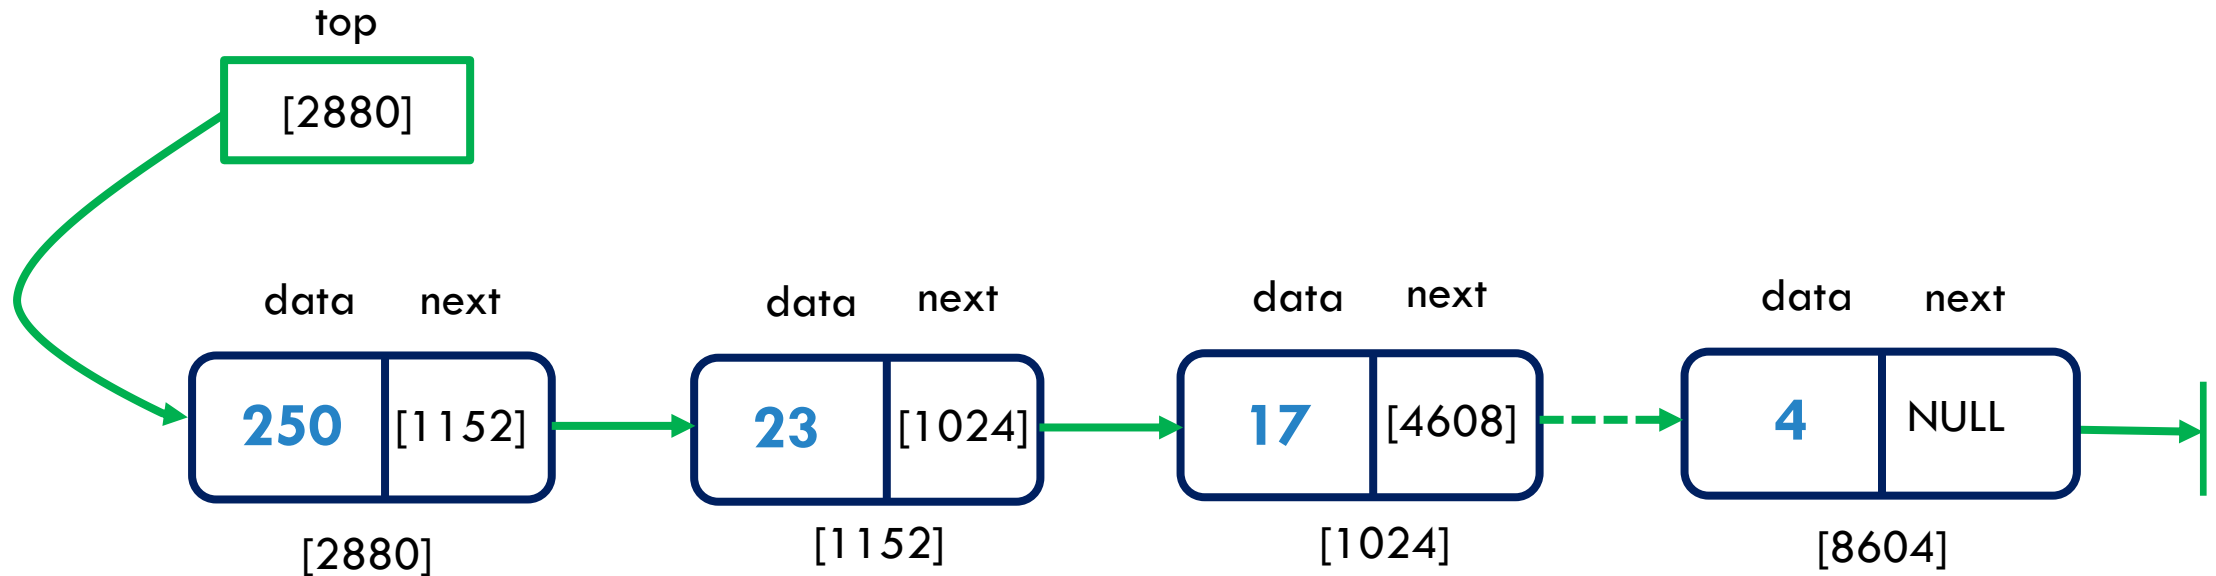 top
[2880]
data next data next data next data next
250 [1152] 23 [1024] 17 [4608] 4 NULL
[2880] [1152] [1024] [8604]